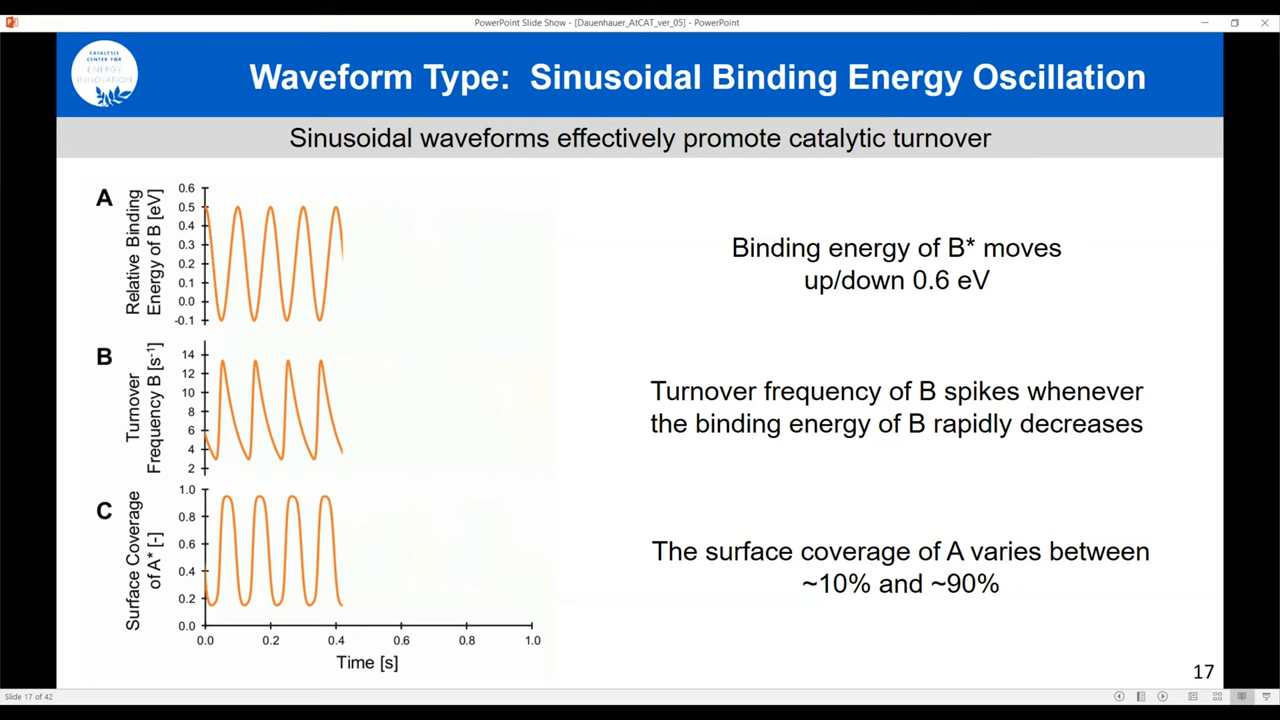 PowerPoint Slide Show - [Dauenhauer_AtCAT_ver_05] - PowerPoint
CATALYSIS
CENTER FOR
ENERGY
INNOVATION
Waveform Type: Sinusoidal Binding Energy Oscillation
Sinusoidal waveforms effectively promote catalytic turnover
A
Relative Binding
Energy of B [eV]
0.6
0.5
0.4
0.3
0.2
0.1
0.0
-0.1
Binding energy of B* moves
up/down 0.6 eV
B
Turnover
Frequency B [s-1]
14
12
10
8
6
4
2
Turnover frequency of B spikes whenever
the binding energy of B rapidly decreases
C
Surface Coverage
of A* [-]
1.0
0.8
0.6
0.4
0.2
0.0
0.0 0.2 0.4 0.6 0.8 1.0
Time [s]
The surface coverage of A varies between
~10% and ~90%
17
Slide 17 of 42